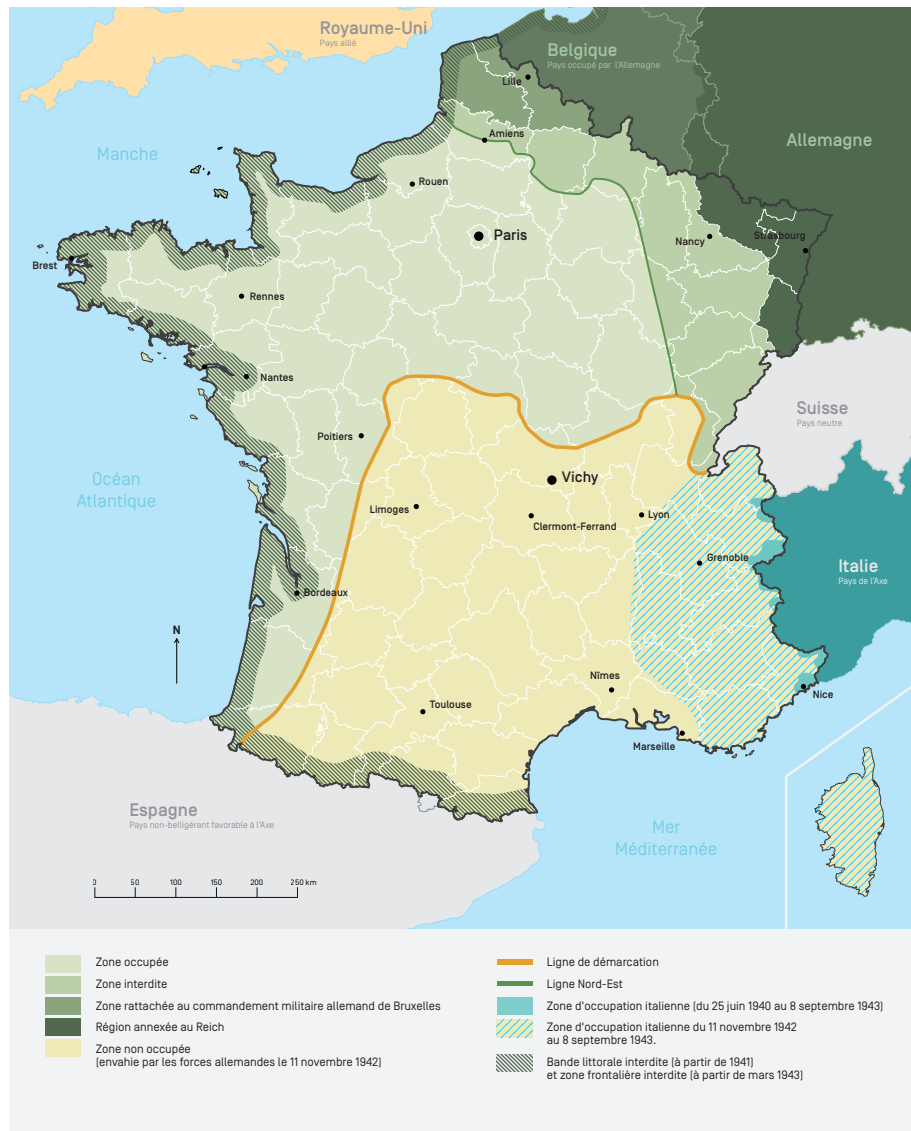 Royaume-Uni
Pays allié
Belgique
Pays occupé par l'Allemagne
Lille
Allemagne
Manche
Amiens
Rouen
Paris
Nancy
Strasbourg
Brest
Rennes
Nantes
Suisse
Pays neutre
Poitiers
Océan
Atlantique
Vichy
Limoges
Clermont-Ferrand
Lyon
Grenoble
Italie
Pays de l'Axe
Bordeaux
N
Nîmes
Nice
Toulouse
Marseille
Espagne
Pays non-belligérant favorable à l'Axe
Mer
Méditerranée
0 50 100 150 200 250 km
Zone occupée
Zone interdite
Zone rattachée au commandement militaire allemand de Bruxelles
Région annexée au Reich
Zone non occupée
(envahie par les forces allemandes le 11 novembre 1942)
Ligne de démarcation
Ligne Nord-Est
Zone d'occupation italienne (du 25 juin 1940 au 8 septembre 1943)
Zone d'occupation italienne du 11 novembre 1942
au 8 septembre 1943.
Bande littorale interdite (à partir de 1941)
et zone frontalière interdite (à partir de mars 1943)